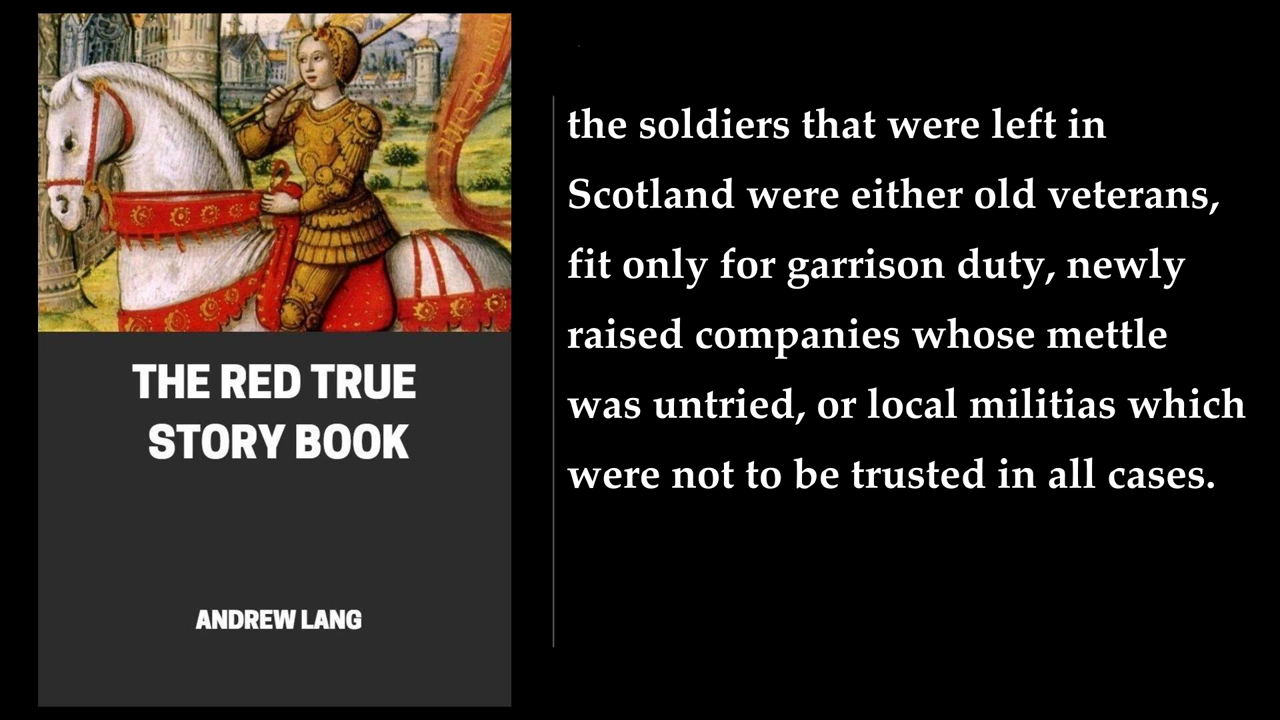 THE RED TRUE
STORY BOOK
ANDREW LANG
the soldiers that were left in
Scotland were either old veterans,
fit only for garrison duty, newly
raised companies whose mettle
was untried, or local militias which
were not to be trusted in all cases.